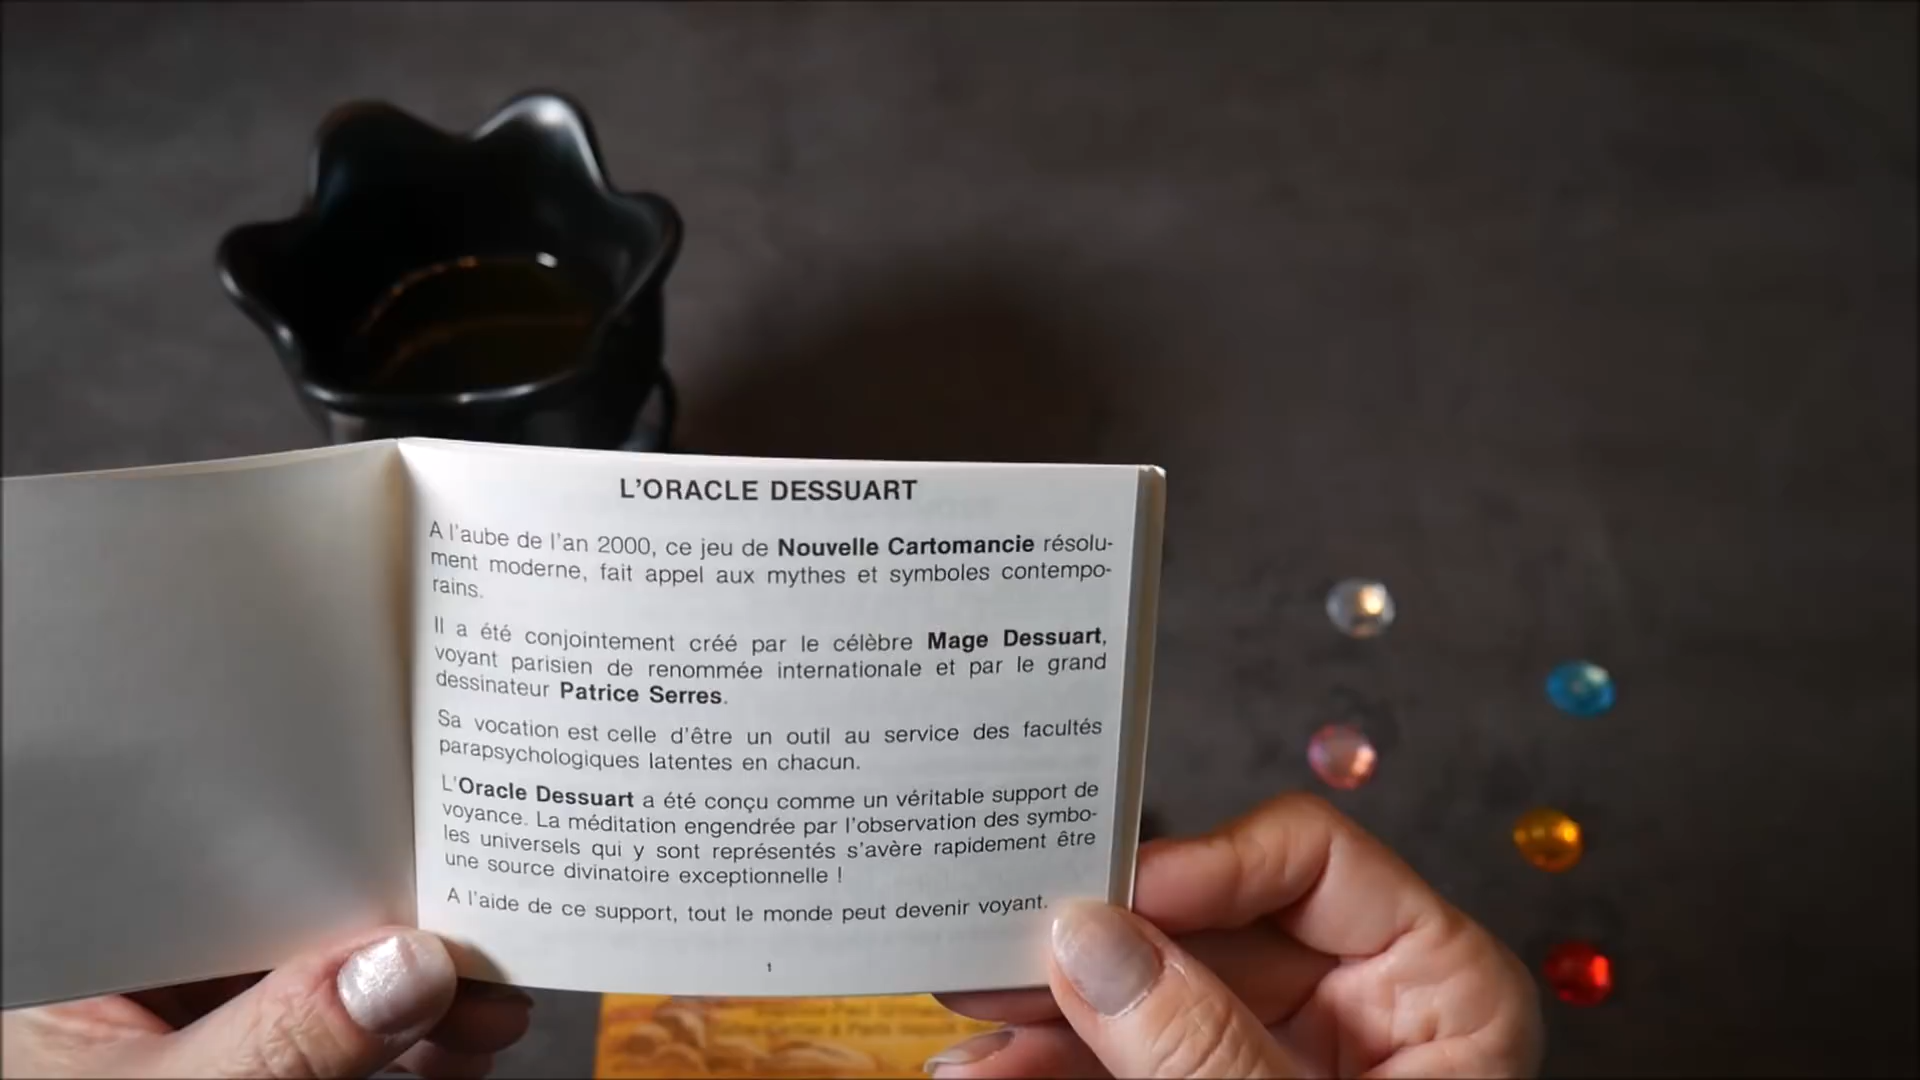 L'ORACLE DESSUART
A l'aube de l'an 2000, ce jeu de Nouvelle Cartomancie résolu-
ment moderne, fait appel aux mythes et symboles contempo-
rains.
Il a été conjointement créé par le célèbre Mage Dessuart,
voyant parisien de renommée internationale et par le grand
dessinateur Patrice Serres.
Sa vocation est celle d'être un outil au service des facultés
parapsychologiques latentes en chacun.
L'Oracle Dessuart a été conçu comme un véritable support de
voyance. La méditation engendrée par l'observation des symbo-
les universels qui y sont représentés s'avère rapidement être
une source divinatoire exceptionnelle !
A l'aide de ce support, tout le monde peut devenir voyant.
1
à Paris depuis